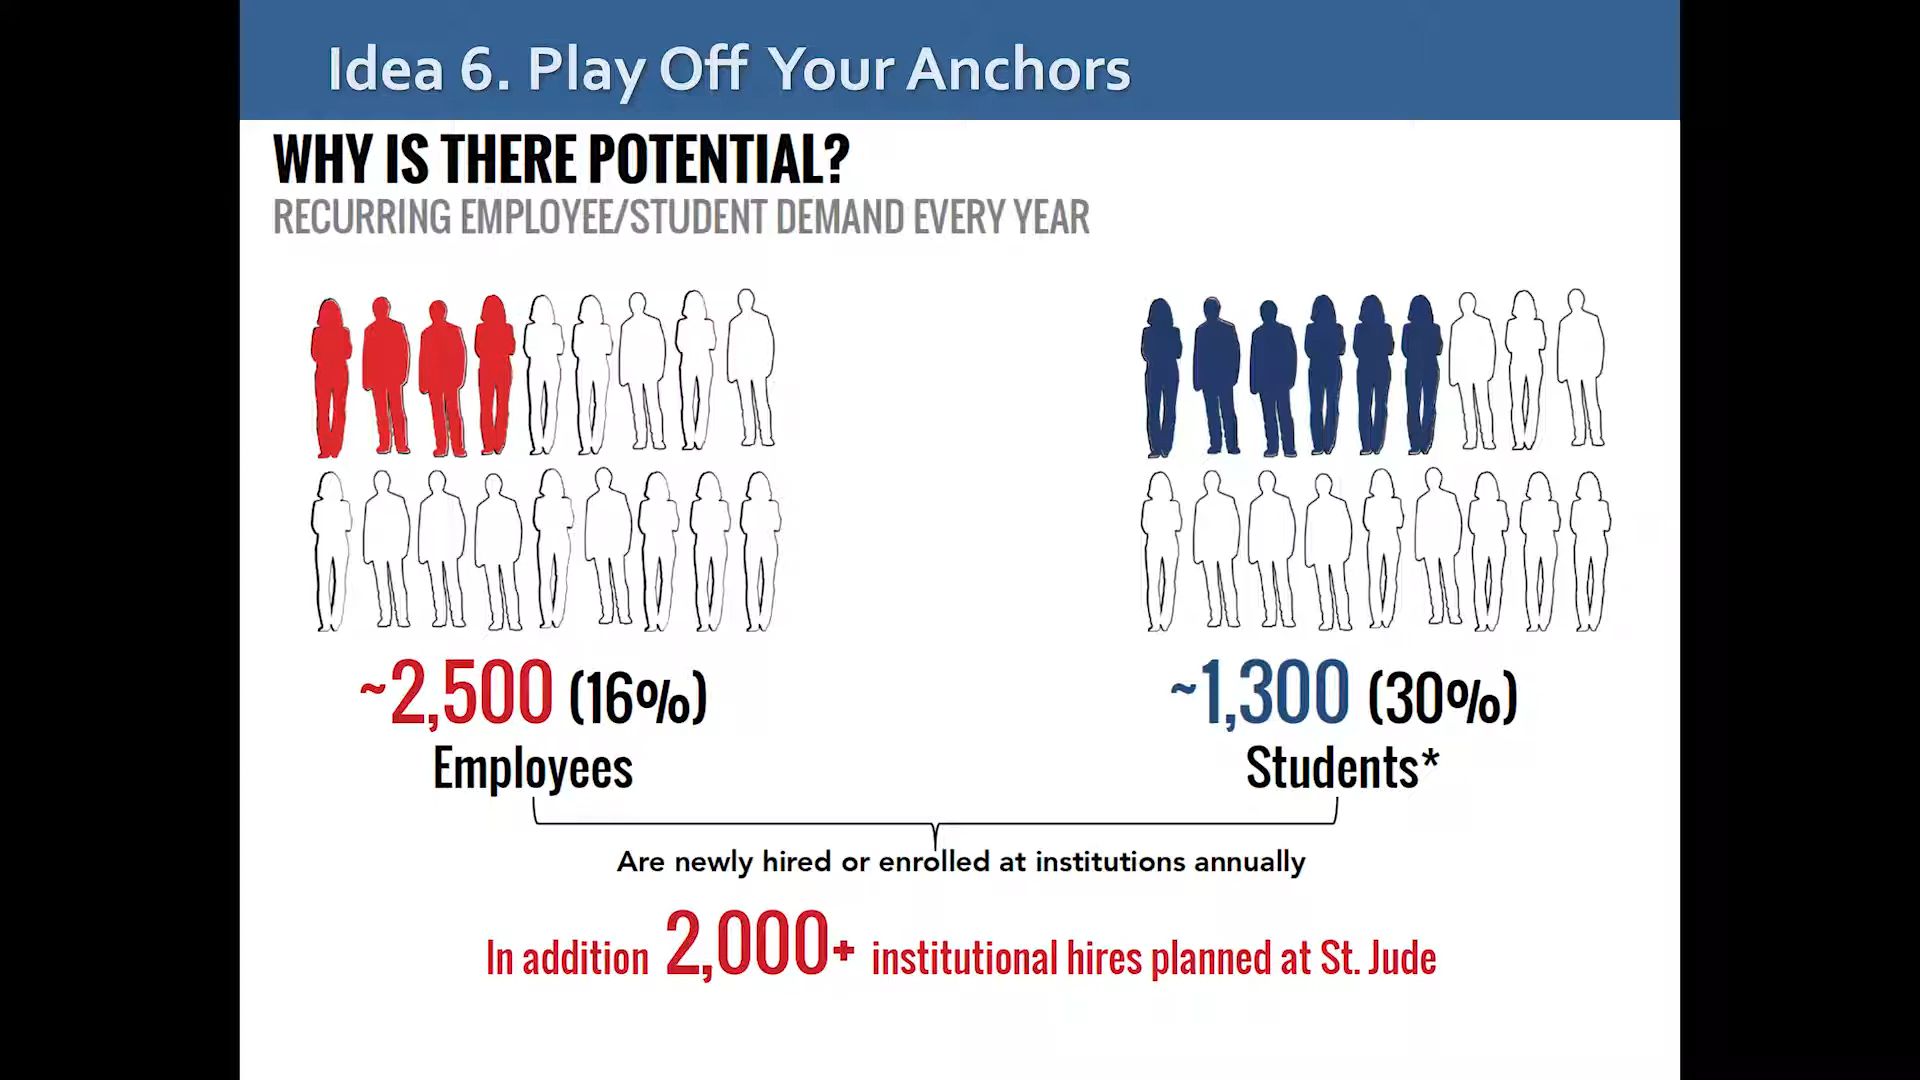 Idea 6. Play Off Your Anchors
WHY IS THERE POTENTIAL?
RECURRING EMPLOYEE/STUDENT DEMAND EVERY YEAR
~2,500 (16%)
Employees
~1,300 (30%)
Students*
Are newly hired or enrolled at institutions annually
In addition 2,000+ institutional hires planned at St. Jude